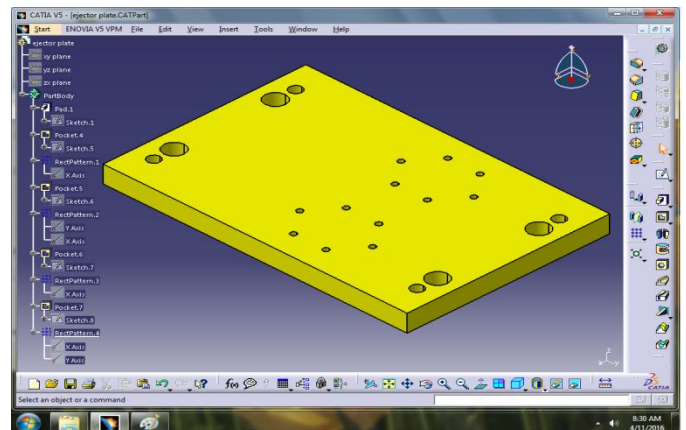 CATIA V5 - [ejector plate.CATPart]
Start ENOVIA V5 VPM File Edit View Insert Tools Window Help
ejector plate
xy plane
yz plane
zx plane
PartBody
Pad.1
Sketch.1
Pocket.4
Sketch.5
RectPattern.1
X Axis
Pocket.5
Sketch.6
RectPattern.2
Y Axis
X Axis
Pocket.6
Sketch.7
RectPattern.3
X Axis
Pocket.7
Sketch.8
RectPattern.4
X Axis
Y Axis
z
x
y
CATIA
Select an object or a command
8:30 AM
4/11/2016